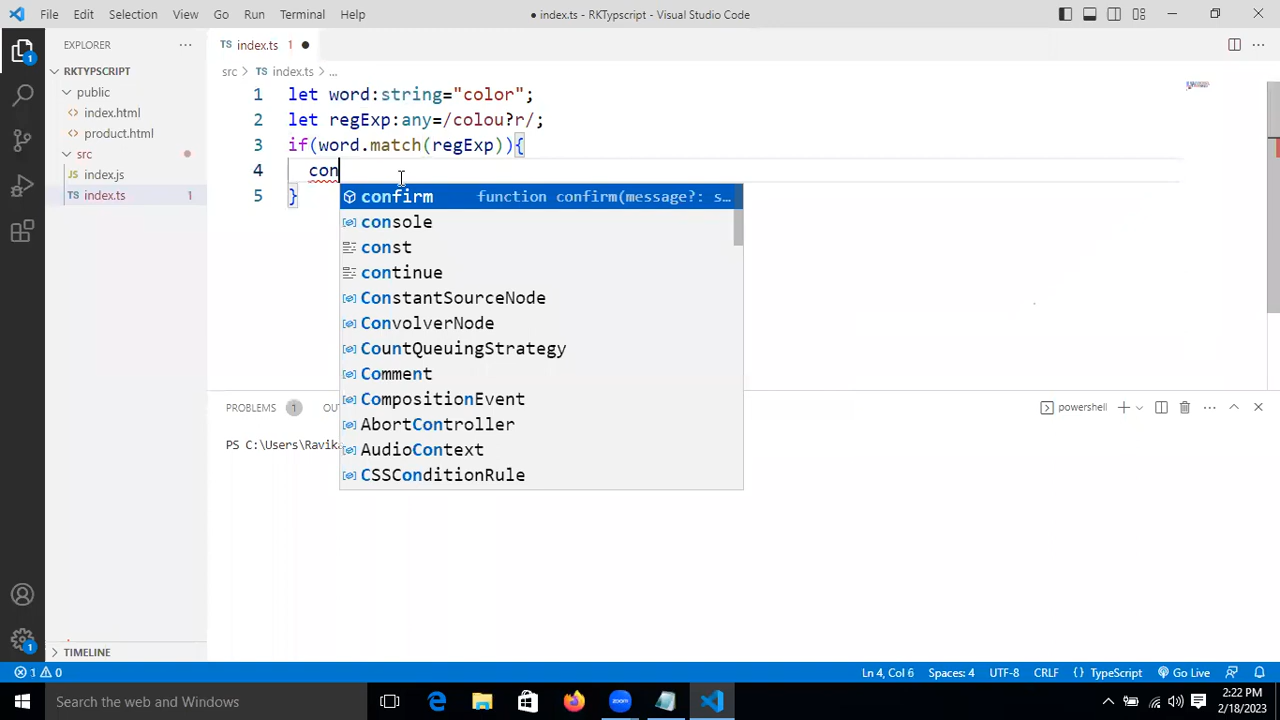 File Edit Selection View Go Run Terminal Help
● index.ts - RKTypscript - Visual Studio Code
EXPLORER
TS index.ts 1 ●
RKTYPSCRIPT
public
index.html
product.html
src
JS index.js
TS index.ts 1
src > TS index.ts > ...
1 let word:string="color";
2 let regExp:any=/colou?r/;
3 if(word.match(regExp)){
4 con
5 }
confirm function confirm(message?: s…
console
const
continue
ConstantSourceNode
ConvolverNode
CountQueuingStrategy
Comment
CompositionEvent
AbortController
AudioContext
CSSConditionRule
PROBLEMS 1 OU
powershell
PS C:\Users\Ravika
TIMELINE
1 0
Ln 4, Col 6 Spaces: 4 UTF-8 CRLF { } TypeScript Go Live
Search the web and Windows
2:22 PM
2/18/2023